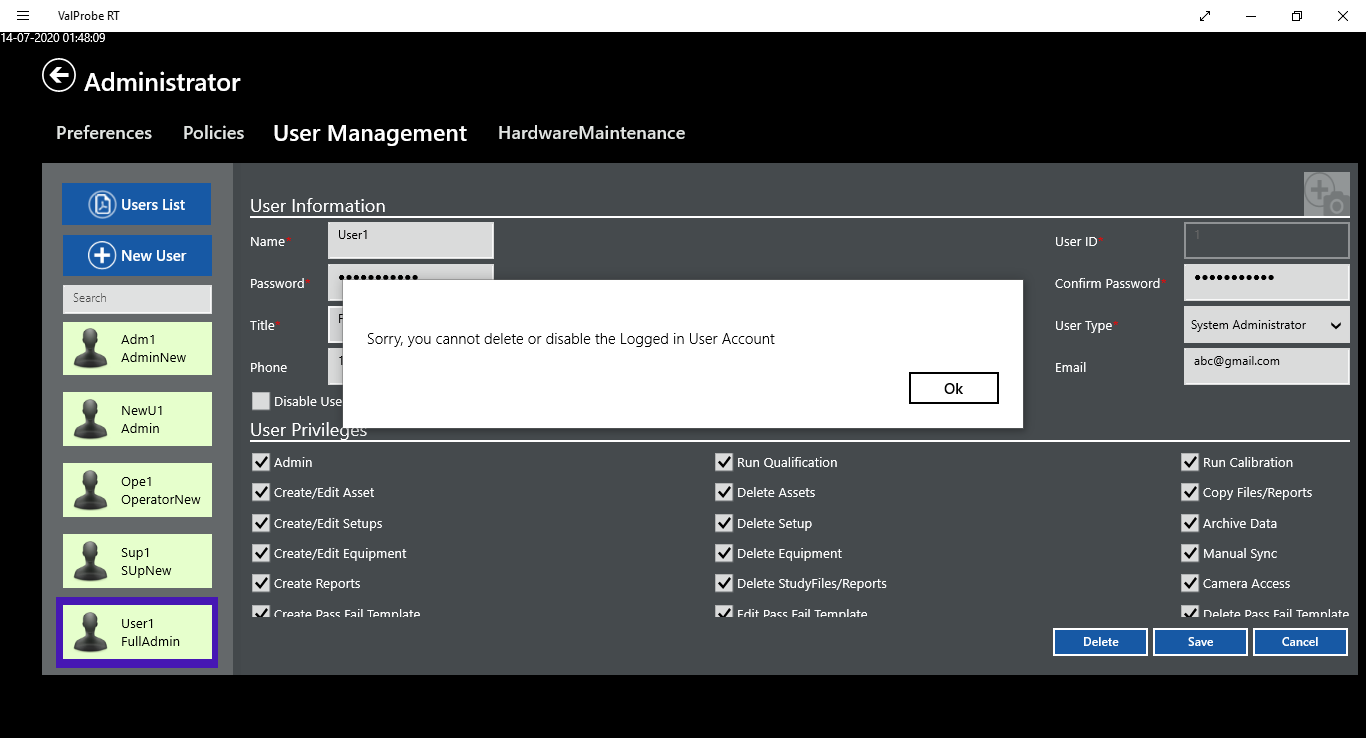 ValProbe RT
14-07-2020 01:48:09
Administrator
Preferences Policies User Management HardwareMaintenance
Users List
New User
Search
Adm1
AdminNew
NewU1
Admin
Ope1
OperatorNew
Sup1
SUpNew
User1
FullAdmin
User Information
Name* User1 User ID* 1
Password* Confirm Password*
Title* User Type* System Administrator
Phone 1 Email abc@gmail.com
Disable Use
Sorry, you cannot delete or disable the Logged in User Account
Ok
User Privileges
Admin Run Qualification Run Calibration
Create/Edit Asset Delete Assets Copy Files/Reports
Create/Edit Setups Delete Setup Archive Data
Create/Edit Equipment Delete Equipment Manual Sync
Create Reports Delete StudyFiles/Reports Camera Access
Create Pass Fail Template Edit Pass Fail Template Delete Pass Fail Template
Delete Save Cancel